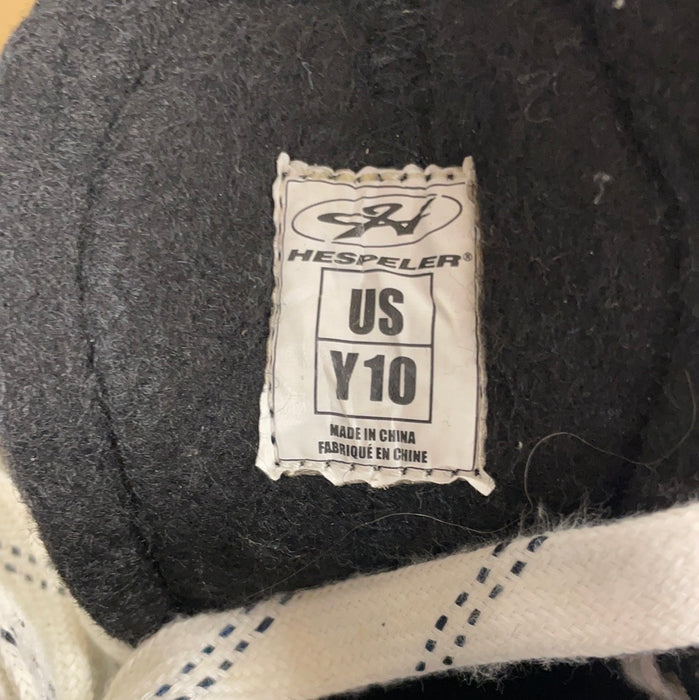 HESPELER®
US
Y10
MADE IN CHINA
FABRIQUÉ EN CHINE